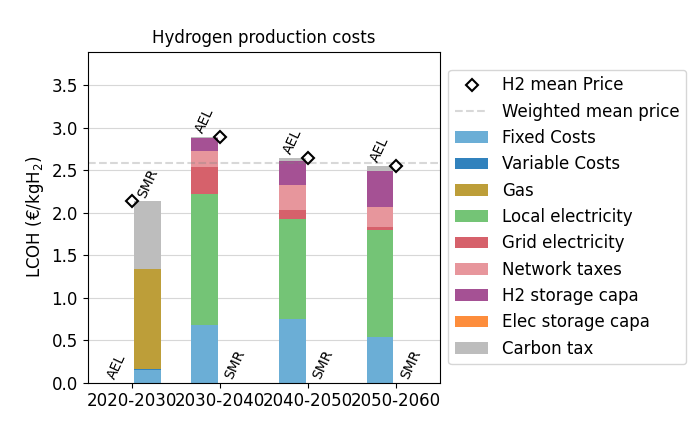 Hydrogen production costs
LCOH (€/kgH₂)
3.5
3.0
2.5
2.0
1.5
1.0
0.5
0.0
AEL
SMR
AEL
SMR
AEL
SMR
AEL
SMR
2020-2030
2030-2040
2040-2050
2050-2060
H2 mean Price
Weighted mean price
Fixed Costs
Variable Costs
Gas
Local electricity
Grid electricity
Network taxes
H2 storage capa
Elec storage capa
Carbon tax